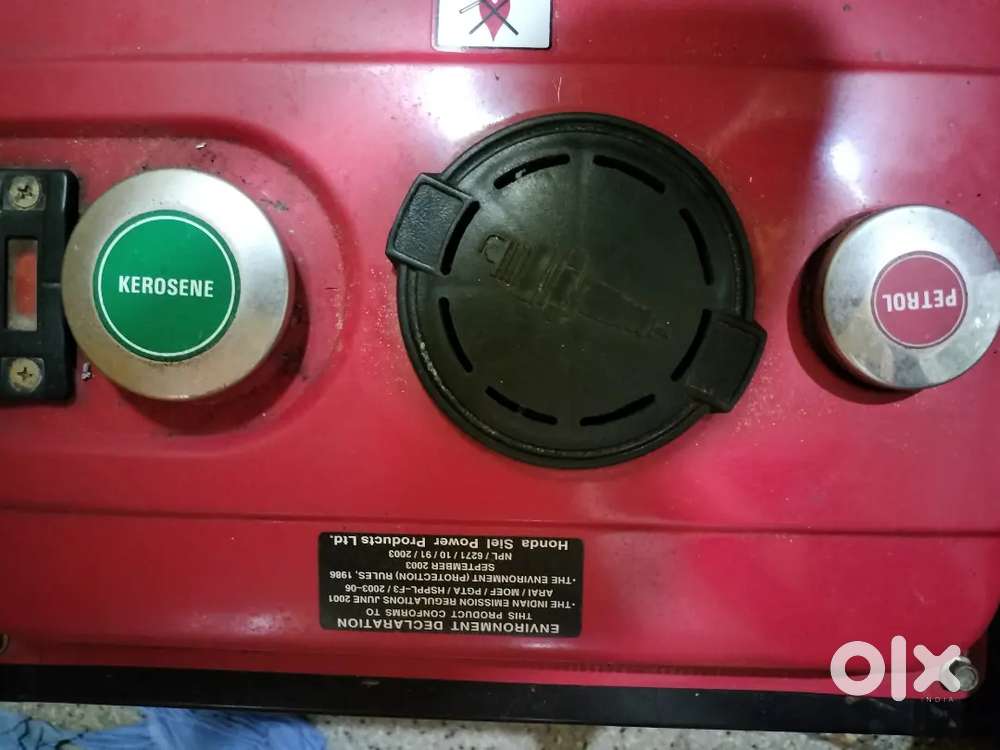 KEROSENE
PETROL
ENVIRONMENT DECLARATION
THIS PRODUCT CONFORMS TO
•THE INDIAN EMISSION REGULATIONS JUNE 2001
ARAI / MOEF / PGTA / HSPPL-F3 / 2003-06
•THE ENVIRONMENT (PROTECTION) RULES, 1986
SEPTEMBER 2003
NPL / 6271 / 10 / 91 / 2003
Honda Siel Power Products Ltd.
olx
INDIA